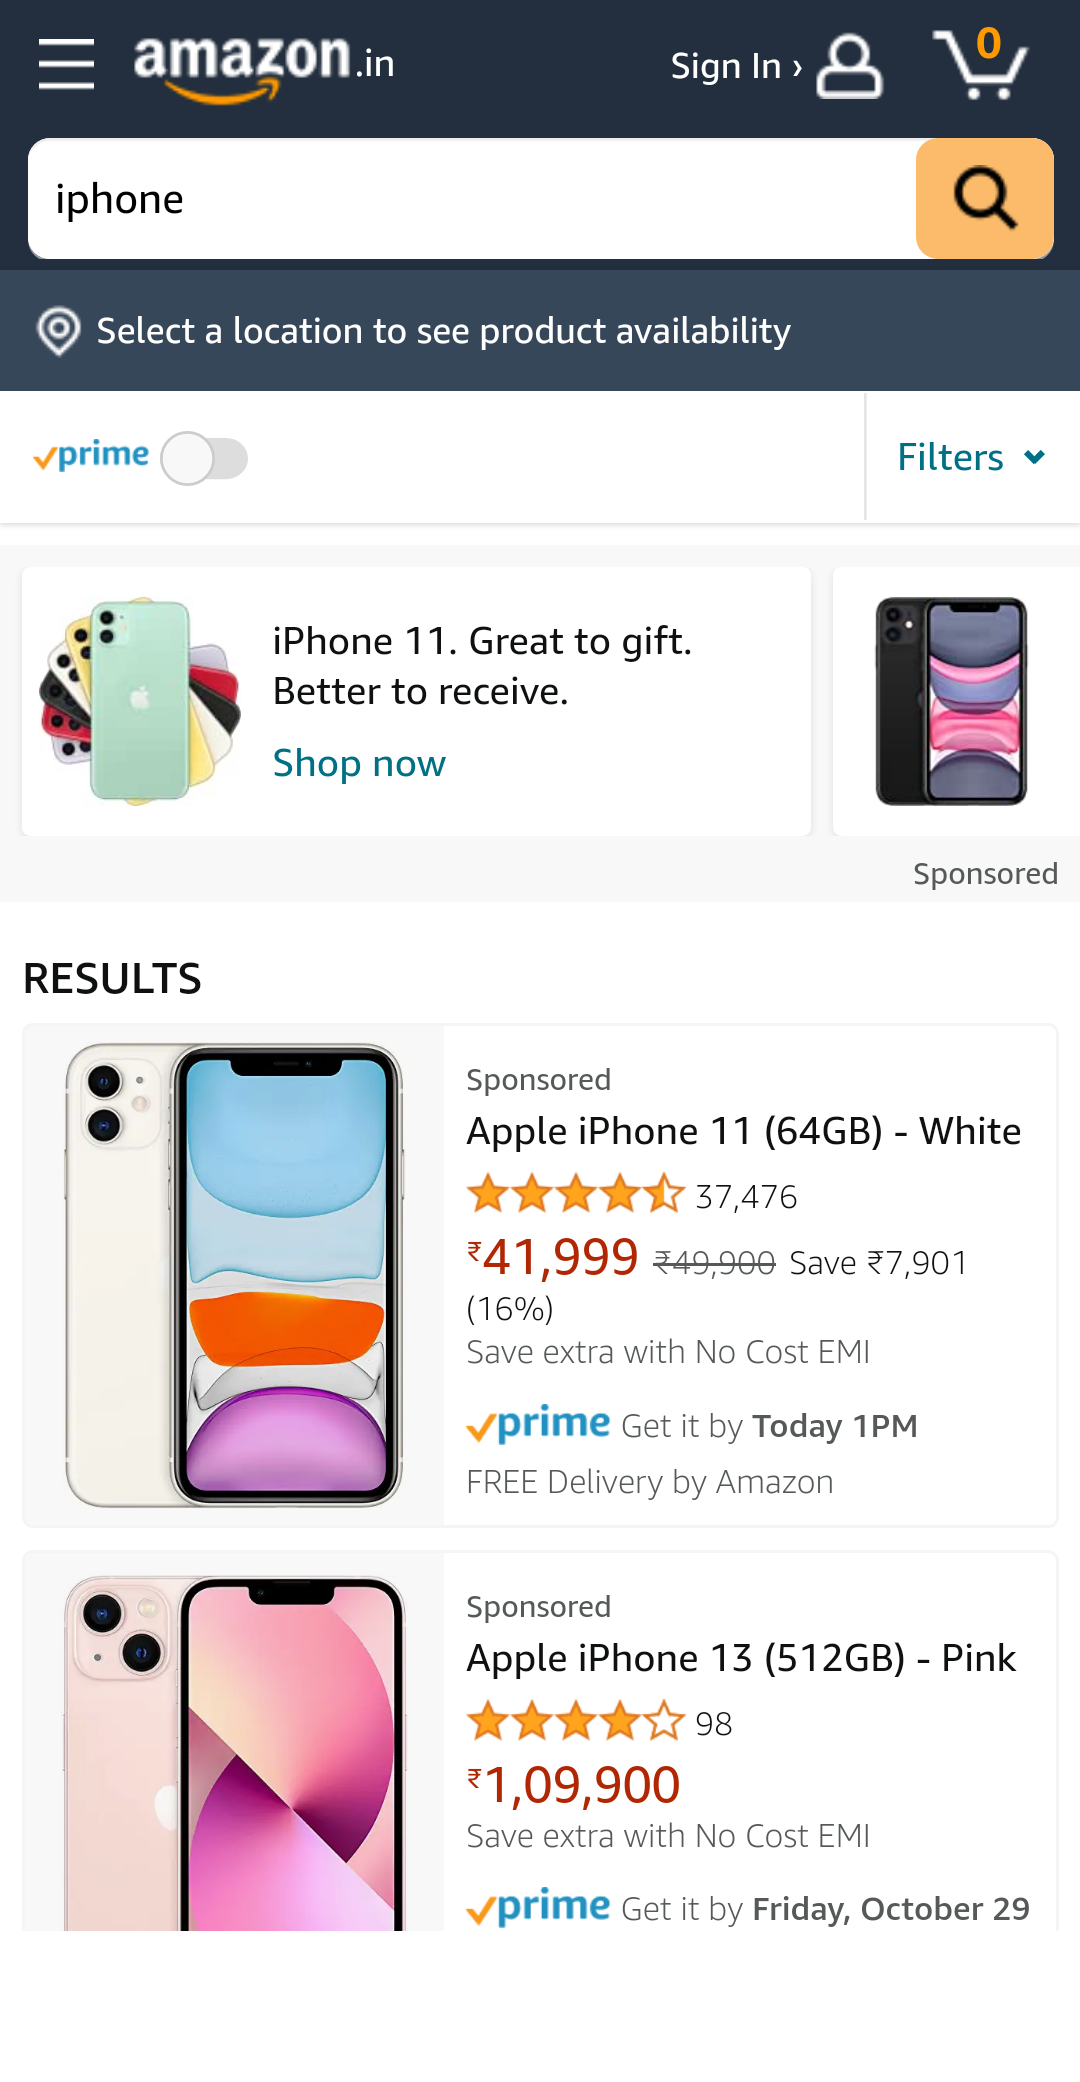 amazon.in
Sign In ›
0
iphone
Select a location to see product availability
prime
Filters
iPhone 11. Great to gift.
Better to receive.
Shop now
Sponsored
RESULTS
Sponsored
Apple iPhone 11 (64GB) - White
37,476
₹41,999 ₹49,900 Save ₹7,901
(16%)
Save extra with No Cost EMI
prime Get it by Today 1PM
FREE Delivery by Amazon
Sponsored
Apple iPhone 13 (512GB) - Pink
98
₹1,09,900
Save extra with No Cost EMI
prime Get it by Friday, October 29